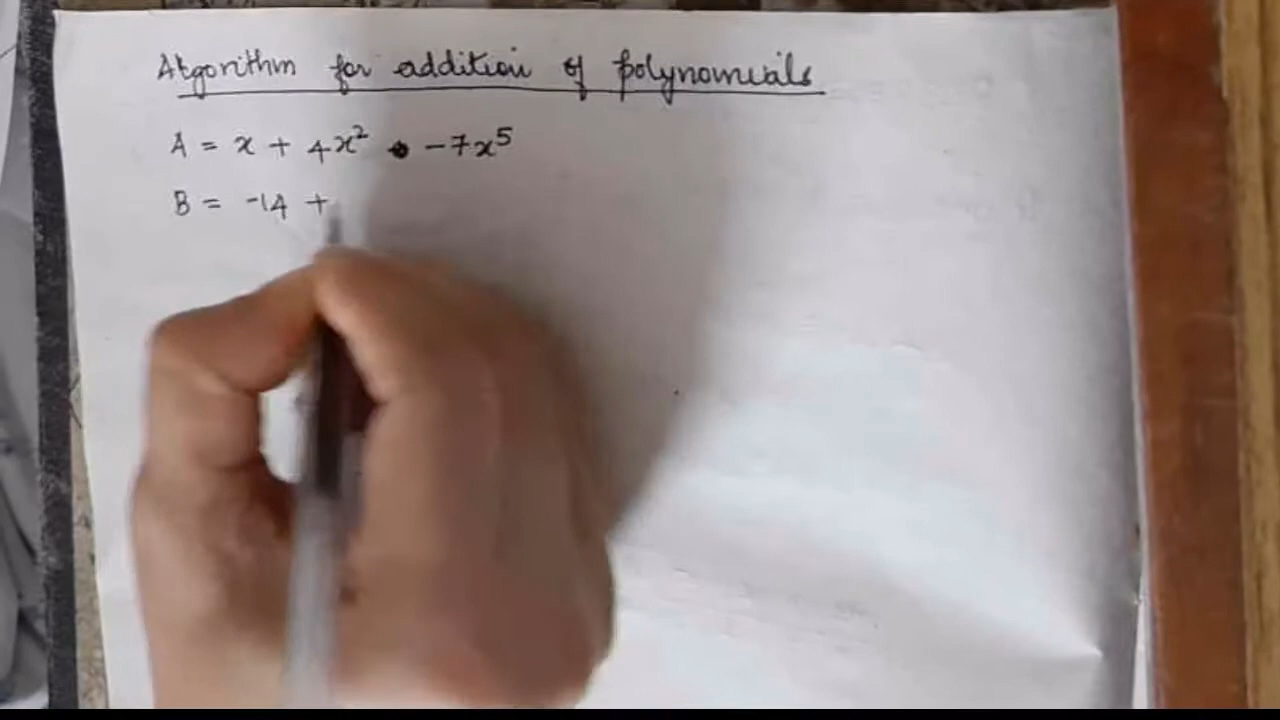 Algorithm for addition of polynomials
A = x + 4x² - 7x⁵
B = -14 +